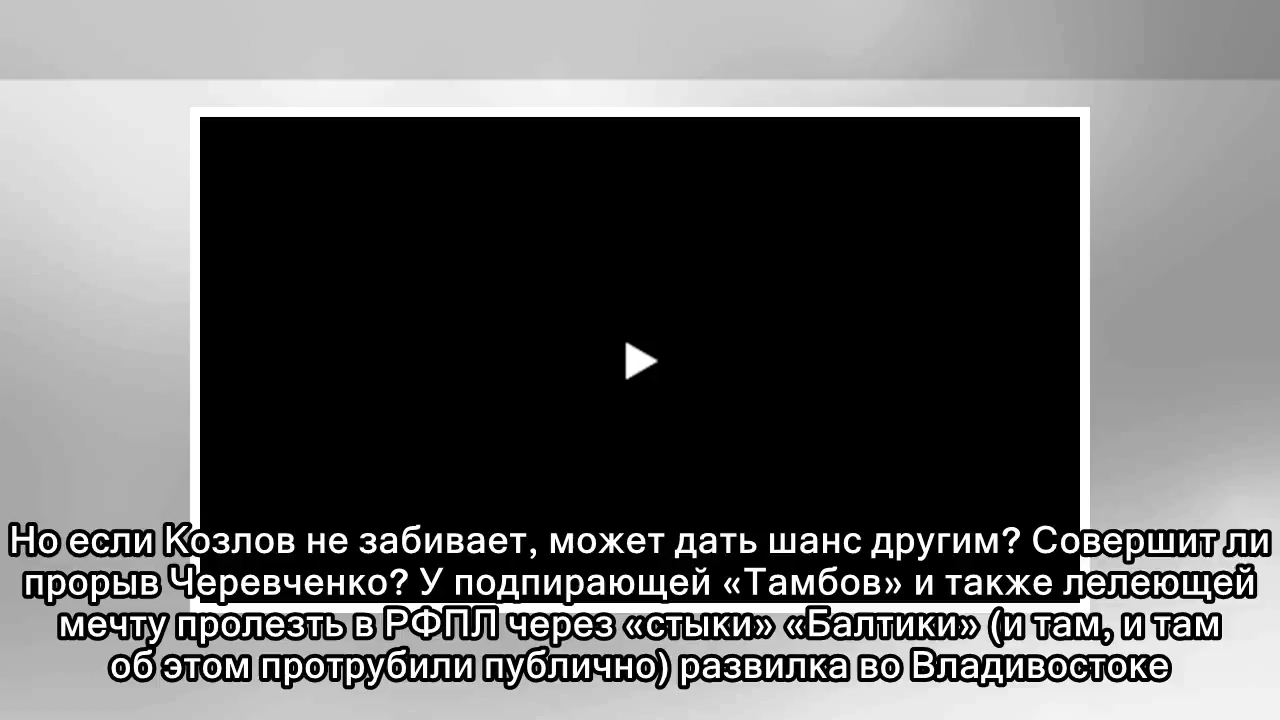 Но если Козлов не забивает, может дать шанс другим? Совершит ли
прорыв Черевченко? У подпирающей «Тамбов» и также лелеющей
мечту пролезть в РФПЛ через «стыки» «Балтики» (и там, и там
об этом протрубили публично) развилка во Владивостоке